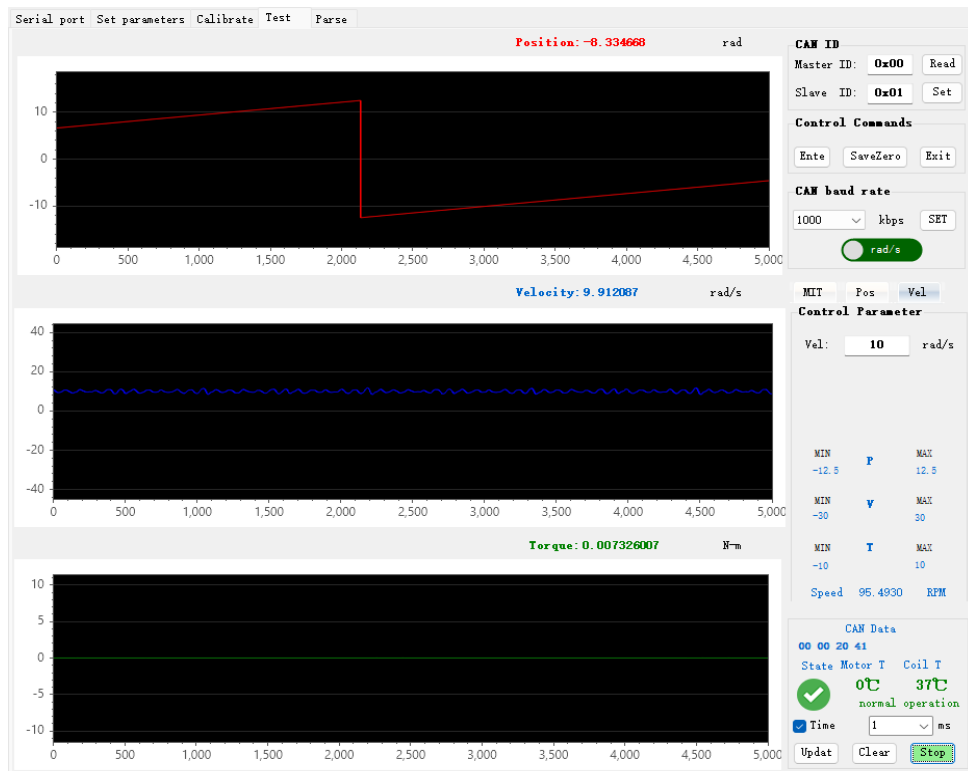 Serial port Set parameters Calibrate Test Parse
Position:-8.334668 rad
10
0
-10
0 500 1,000 1,500 2,000 2,500 3,000 3,500 4,000 4,500 5,000
Velocity:9.912087 rad/s
40
20
0
-20
-40
0 500 1,000 1,500 2,000 2,500 3,000 3,500 4,000 4,500 5,000
Torque:0.007326007 N-m
10
5
0
-5
-10
0 500 1,000 1,500 2,000 2,500 3,000 3,500 4,000 4,500 5,000
CAN ID
Master ID: 0x00 Read
Slave ID: 0x01 Set
Control Commands
Ente SaveZero Exit
CAN baud rate
1000 kbps SET
rad/s
MIT Pos Vel
Control Parameter
Vel: 10 rad/s
MIN P MAX
-12.5 12.5
MIN V MAX
-30 30
MIN T MAX
-10 10
Speed 95.4930 RPM
CAN Data
00 00 20 41
State Motor T Coil T
0℃ 37℃
normal operation
Time 1 ms
Updat Clear Stop